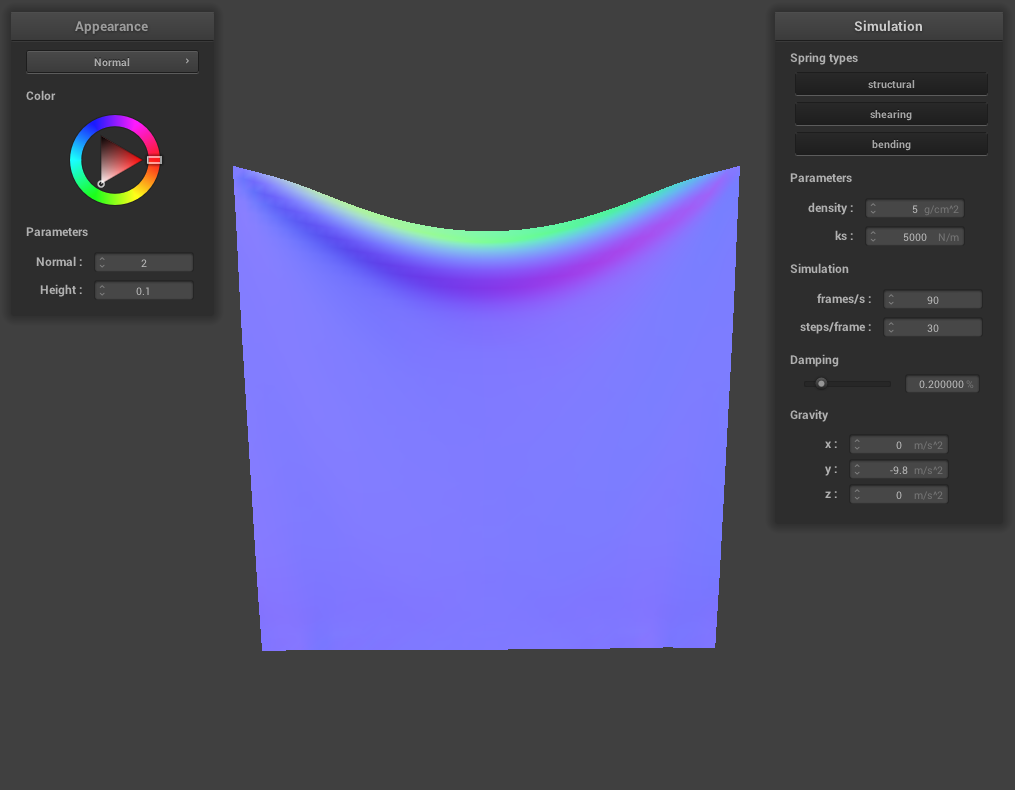 Appearance
Normal ›
Color
Parameters
Normal : 2
Height : 0.1
Simulation
Spring types
structural
shearing
bending
Parameters
density : 5 g/cm^2
ks : 5000 N/m
Simulation
frames/s : 90
steps/frame : 30
Damping
0.200000 %
Gravity
x : 0 m/s^2
y : -9.8 m/s^2
z : 0 m/s^2